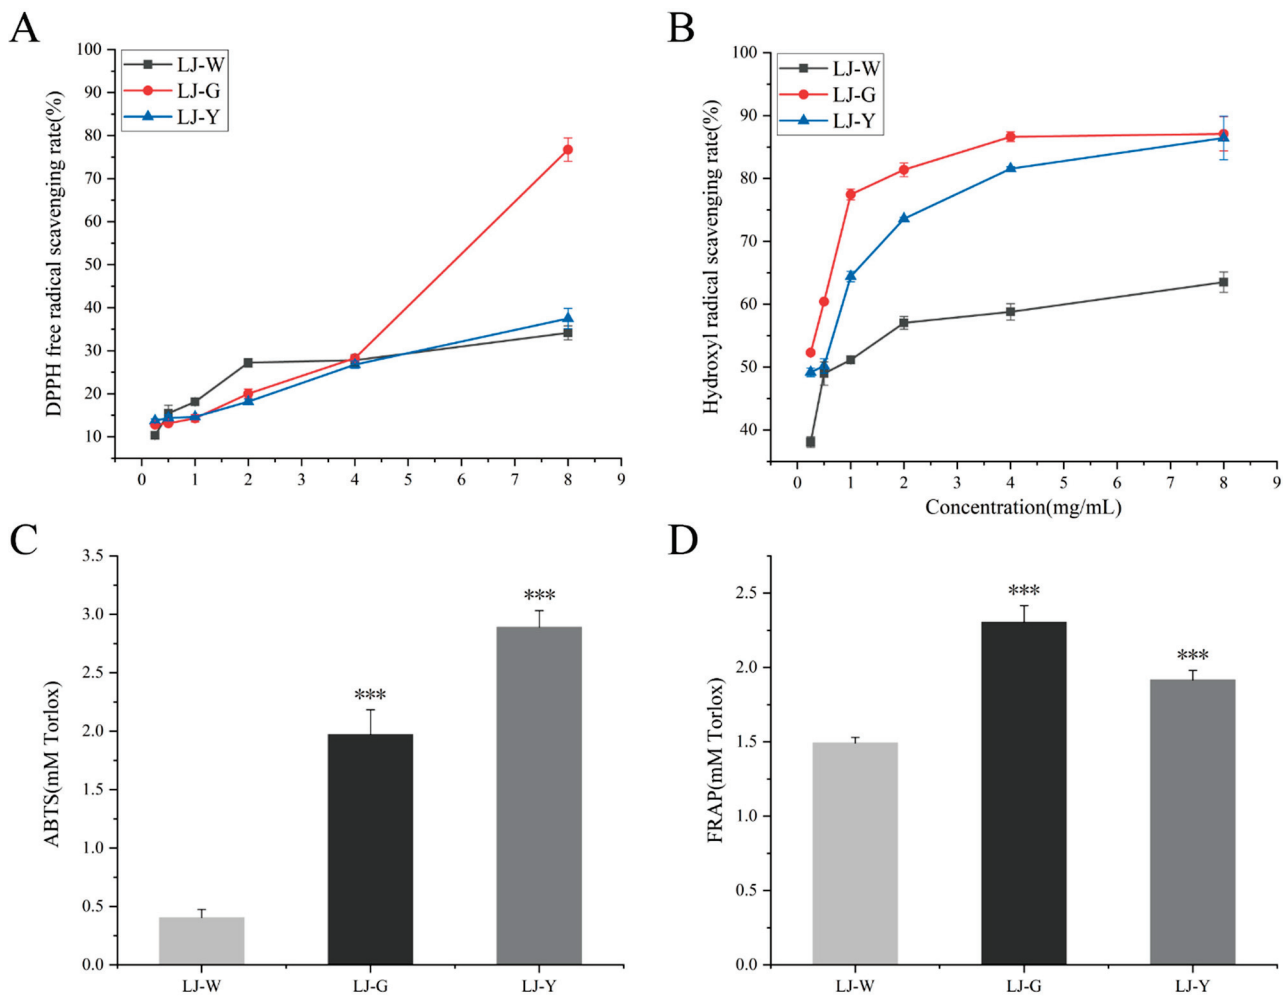 A
DPPH free radical scavenging rate(%)
100
90
80
70
60
50
40
30
20
10
LJ-W
LJ-G
LJ-Y
0 1 2 3 4 5 6 7 8 9
B
Hydroxyl radical scavenging rate(%)
100
90
80
70
60
50
40
LJ-W
LJ-G
LJ-Y
0 1 2 3 4 5 6 7 8 9
Concentration(mg/mL)
C
ABTS(mM Torlox)
3.5
3.0
2.5
2.0
1.5
1.0
0.5
0.0
***
***
LJ-W LJ-G LJ-Y
D
FRAP(mM Torlox)
2.5
2.0
1.5
1.0
0.5
0.0
***
***
LJ-W LJ-G LJ-Y